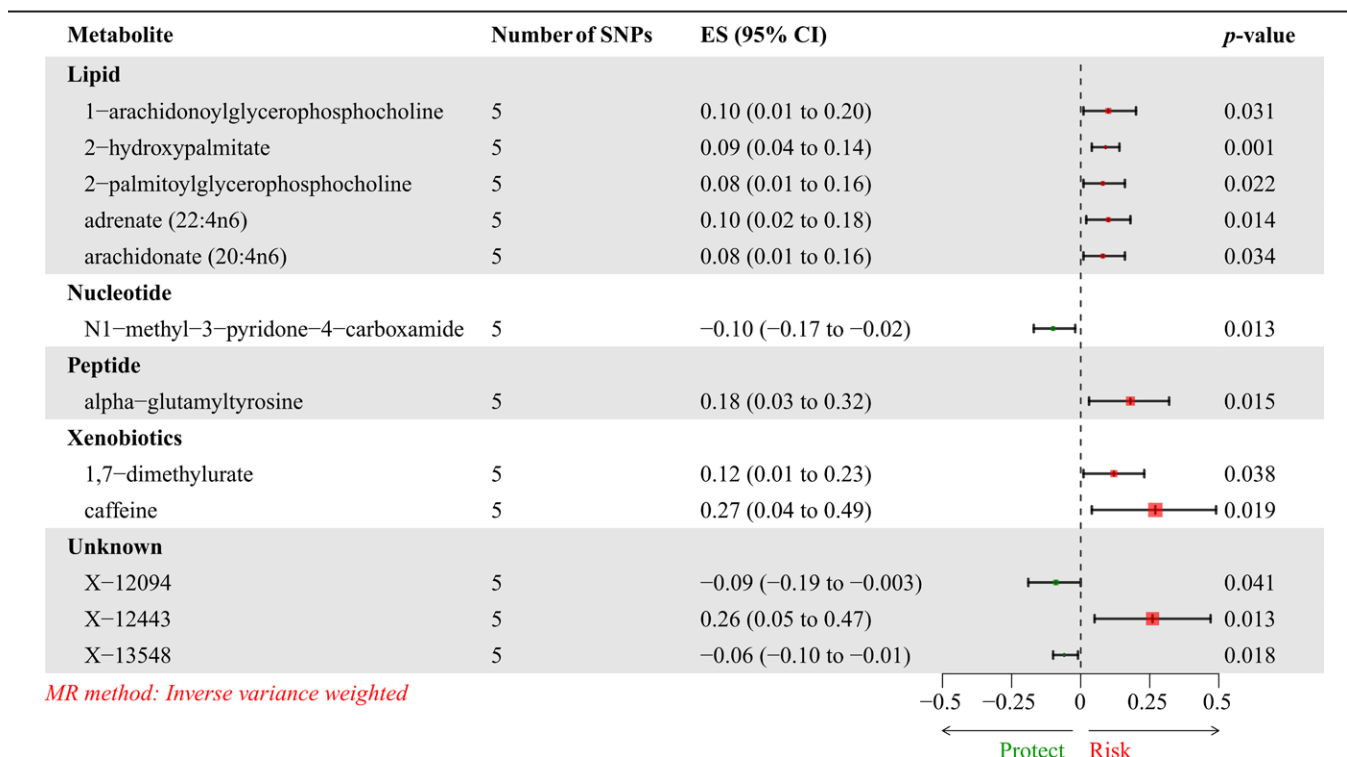 Metabolite Number of SNPs ES (95% CI) p-value
Lipid
1−arachidonoylglycerophosphocholine 5 0.10 (0.01 to 0.20) 0.031
2−hydroxypalmitate 5 0.09 (0.04 to 0.14) 0.001
2−palmitoylglycerophosphocholine 5 0.08 (0.01 to 0.16) 0.022
adrenate (22:4n6) 5 0.10 (0.02 to 0.18) 0.014
arachidonate (20:4n6) 5 0.08 (0.01 to 0.16) 0.034
Nucleotide
N1−methyl−3−pyridone−4−carboxamide 5 −0.10 (−0.17 to −0.02) 0.013
Peptide
alpha−glutamyltyrosine 5 0.18 (0.03 to 0.32) 0.015
Xenobiotics
1,7−dimethylurate 5 0.12 (0.01 to 0.23) 0.038
caffeine 5 0.27 (0.04 to 0.49) 0.019
Unknown
X−12094 5 −0.09 (−0.19 to −0.003) 0.041
X−12443 5 0.26 (0.05 to 0.47) 0.013
X−13548 5 −0.06 (−0.10 to −0.01) 0.018
MR method: Inverse variance weighted
−0.5 −0.25 0 0.25 0.5
Protect Risk